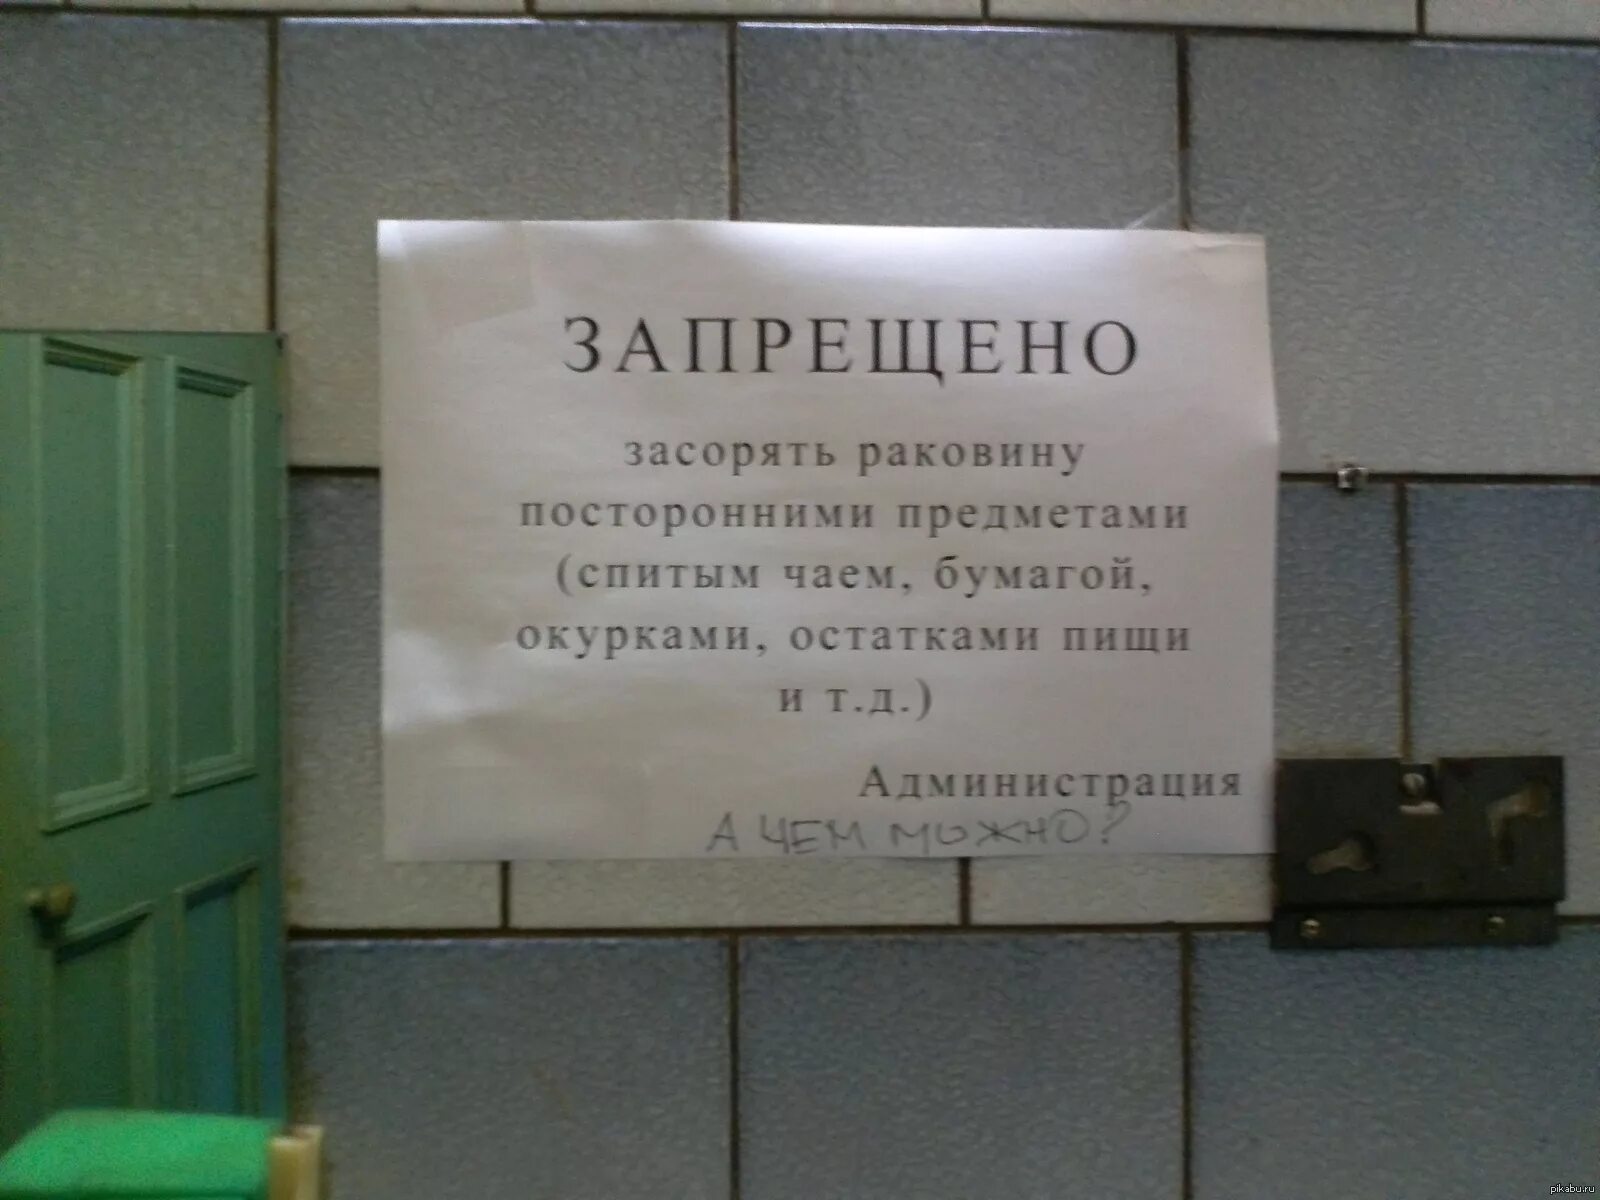 ЗАПРЕЩЕНО
засорять раковину
посторонними предметами
(спитым чаем, бумагой,
окурками, остатками пищи
и т.д.)
Администрация
А ЧЕМ МОЖНО?
pikabu.ru